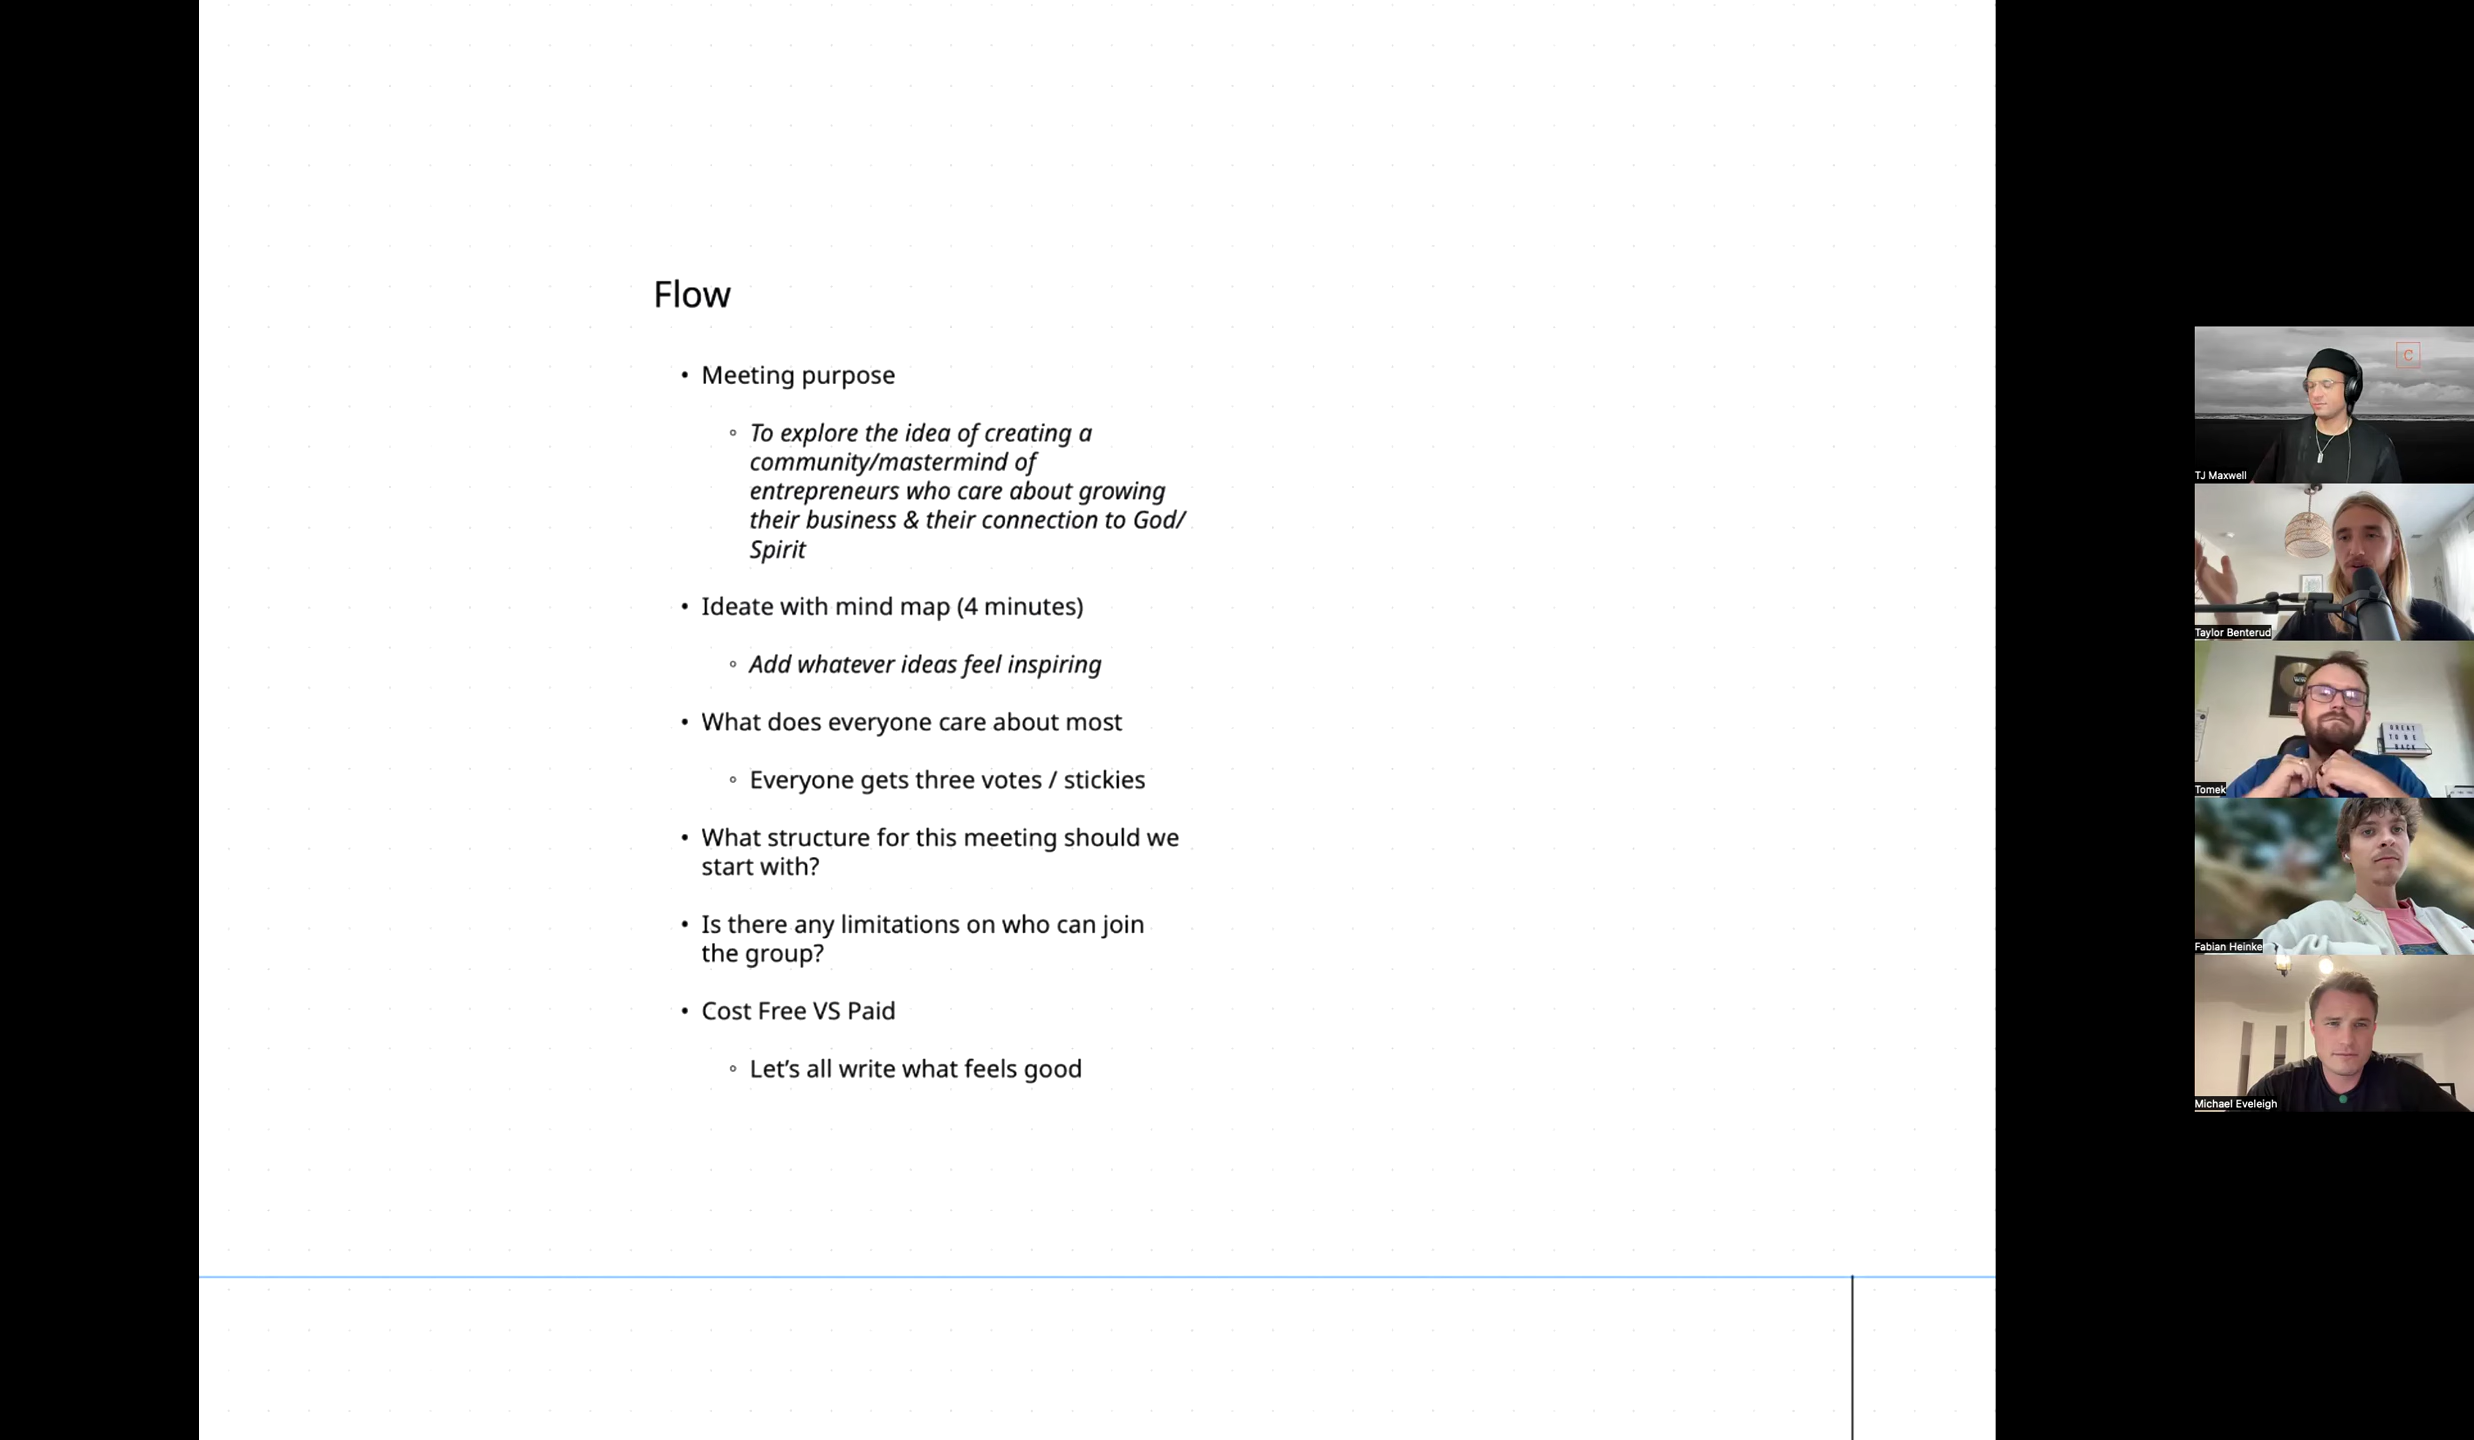 Flow
• Meeting purpose
◦ To explore the idea of creating a
community/mastermind of
entrepreneurs who care about growing
their business & their connection to God/
Spirit
• Ideate with mind map (4 minutes)
◦ Add whatever ideas feel inspiring
• What does everyone care about most
◦ Everyone gets three votes / stickies
• What structure for this meeting should we
start with?
• Is there any limitations on who can join
the group?
• Cost Free VS Paid
◦ Let’s all write what feels good
C
TJ Maxwell
Taylor Benterud
GREAT
TO BE
BACK
Tomek
Fabian Heinke
Michael Eveleigh